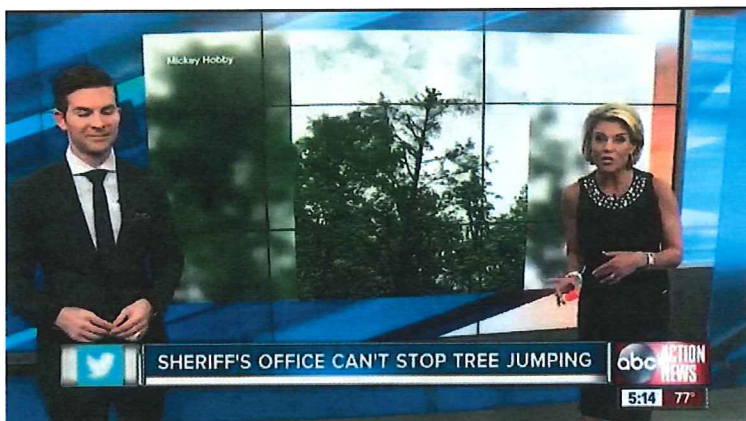 Mickey Hobby
SHERIFF'S OFFICE CAN'T STOP TREE JUMPING
abc ACTION
NEWS
5:14 77°